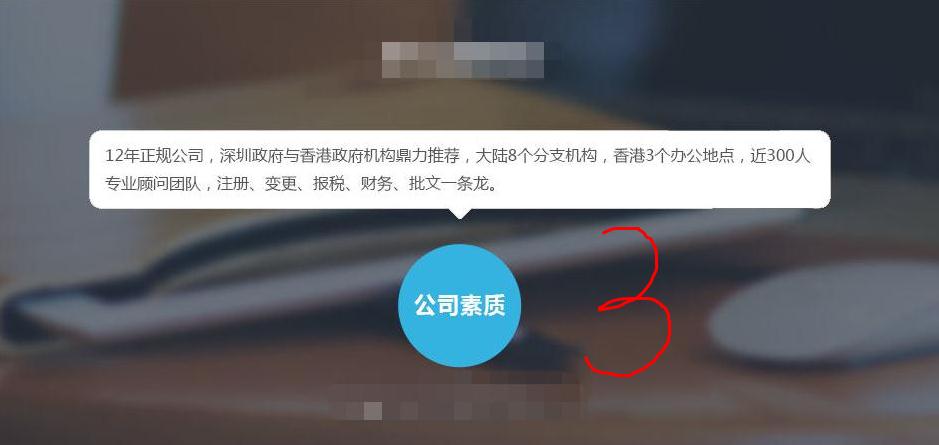 12年正规公司，深圳政府与香港政府机构鼎力推荐，大陆8个分支机构，香港3个办公地点，近300人
专业顾问团队，注册、变更、报税、财务、批文一条龙。
公司素质
3